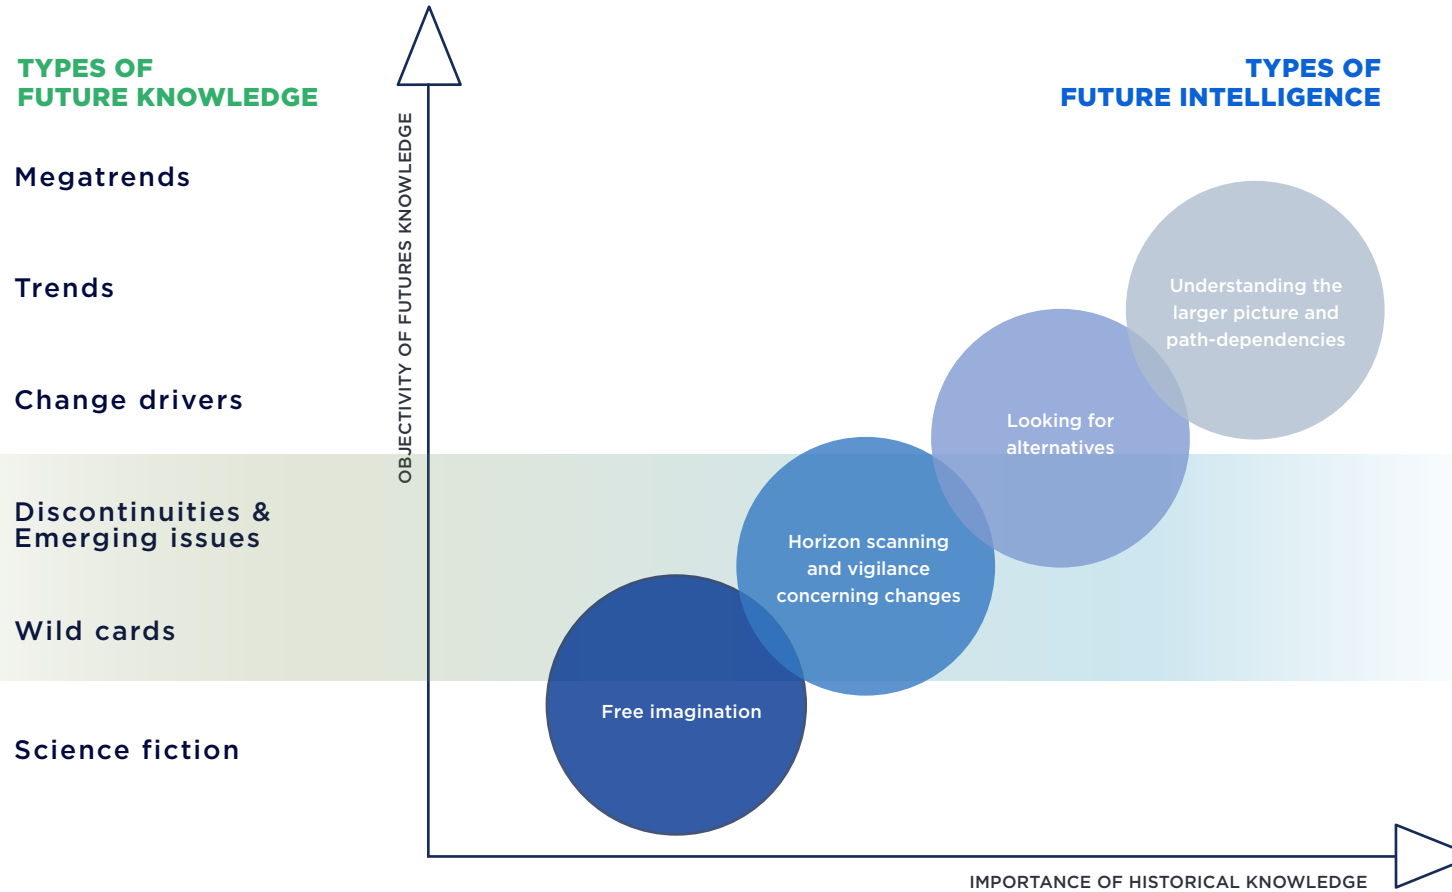 TYPES OF
FUTURE KNOWLEDGE
Megatrends
Trends
Change drivers
Discontinuities &
Emerging issues
Wild cards
Science fiction
OBJECTIVITY OF FUTURES KNOWLEDGE
TYPES OF
FUTURE INTELLIGENCE
Understanding the
larger picture and
path-dependencies
Looking for
alternatives
Horizon scanning
and vigilance
concerning changes
Free imagination
IMPORTANCE OF HISTORICAL KNOWLEDGE